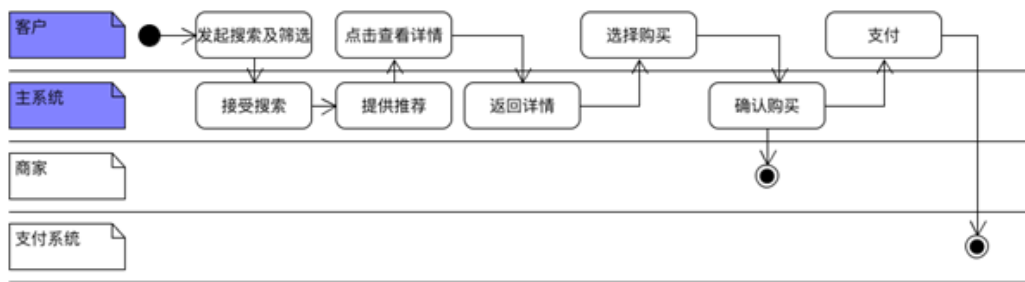 客户
发起搜索及筛选
点击查看详情
选择购买
支付
主系统
接受搜索
提供推荐
返回详情
确认购买
商家
支付系统